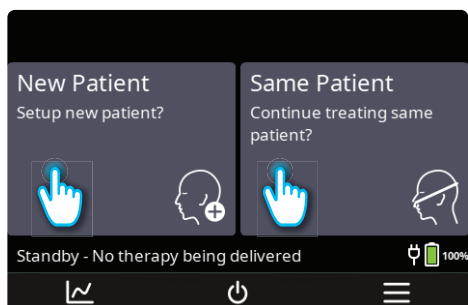 New Patient
Setup new patient?
Same Patient
Continue treating same
patient?
Standby - No therapy being delivered
100%